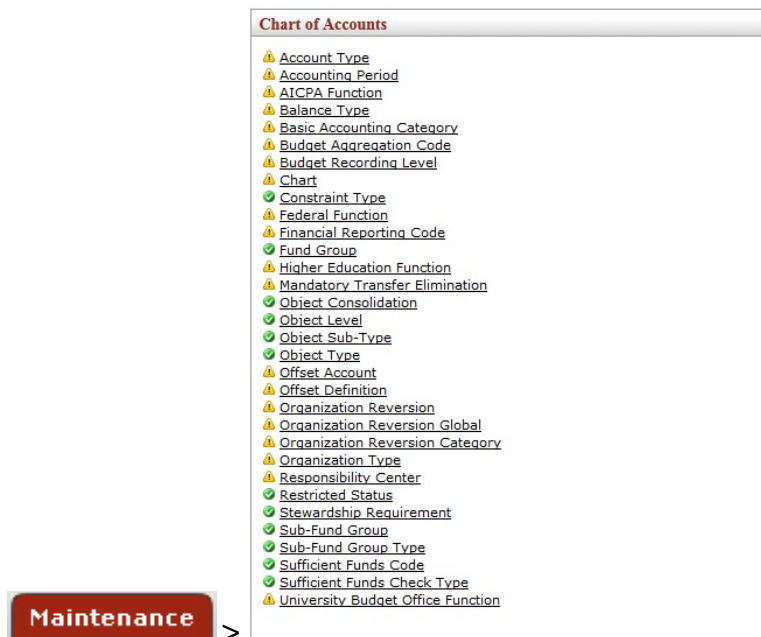 Chart of Accounts
Account Type
Accounting Period
AICPA Function
Balance Type
Basic Accounting Category
Budget Aggregation Code
Budget Recording Level
Chart
Constraint Type
Federal Function
Financial Reporting Code
Fund Group
Higher Education Function
Mandatory Transfer Elimination
Object Consolidation
Object Level
Object Sub-Type
Object Type
Offset Account
Offset Definition
Organization Reversion
Organization Reversion Global
Organization Reversion Category
Organization Type
Responsibility Center
Restricted Status
Stewardship Requirement
Sub-Fund Group
Sub-Fund Group Type
Sufficient Funds Code
Sufficient Funds Check Type
University Budget Office Function
Maintenance >